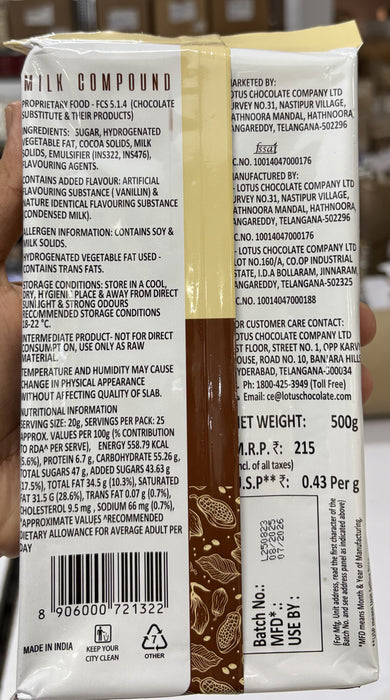 MILK COMPOUND
PROPRIETARY FOOD - FCS 5.1.4 (CHOCOLATE
SUBSTITUTE & THEIR PRODUCTS)
INGREDIENTS: SUGAR, HYDROGENATED
VEGETABLE FAT, COCOA SOLIDS, MILK
SOLIDS, EMULSIFIER (INS322, INS476),
FLAVOURING AGENTS.
CONTAINS ADDED FLAVOUR: ARTIFICIAL
FLAVOURING SUBSTANCE ( VANILLIN) &
NATURE IDENTICAL FLAVOURING SUBSTANCE
(CONDENSED MILK).
ALLERGEN INFORMATION: CONTAINS SOY &
MILK SOLIDS.
HYDROGENATED VEGETABLE FAT USED -
CONTAINS TRANS FATS.
STORAGE CONDITIONS: STORE IN A COOL,
DRY, HYGIENIC PLACE & AWAY FROM DIRECT
SUNLIGHT & STRONG ODOURS
RECOMMENDED STORAGE CONDITIONS
18-22 °C.
INTERMEDIATE PRODUCT- NOT FOR DIRECT
CONSUMPTION, USE ONLY AS RAW
MATERIAL.
TEMPERATURE AND HUMIDITY MAY CAUSE
CHANGE IN PHYSICAL APPEARANCE
WITHOUT AFFECTING QUALITY OF SLAB.
NUTRITIONAL INFORMATION
SERVING SIZE: 20g, SERVINGS PER PACK: 25
APPROX. VALUES PER 100g (% CONTRIBUTION
TO RDA^ PER SERVE), ENERGY 558.79 KCAL
(5.6%), PROTEIN 6.7 g, CARBOHYDRATE 55.26 g,
TOTAL SUGARS 47 g, ADDED SUGARS 43.63 g
(17.5%), TOTAL FAT 34.5 g (10.3%), SATURATED
FAT 31.5 G (28.6%), TRANS FAT 0.07 g (0.7%),
CHOLESTEROL 9.5 mg , SODIUM 66 mg (0.7%),
*APPROXIMATE VALUES ^RECOMMENDED
DIETARY ALLOWANCE FOR AVERAGE ADULT PER
DAY
8 906000 721322
MADE IN INDIA
KEEP YOUR
CITY CLEAN
7
OTHER
MARKETED BY:
LOTUS CHOCOLATE COMPANY LTD
SURVEY NO.31, NASTIPUR VILLAGE,
HATHNOORA MANDAL, HATHNOORA,
SANGAREDDY, TELANGANA-502296
fssai
LIC.NO. 10014047000176
MANUFACTURED BY:
- LOTUS CHOCOLATE COMPANY LTD
SURVEY NO.31, NASTIPUR VILLAGE,
HATHNOORA MANDAL, HATHNOORA,
SANGAREDDY, TELANGANA-502296
LIC.NO. 10014047000176
- LOTUS CHOCOLATE COMPANY LTD
PLOT NO.160/A, CO.OP INDUSTRIAL
ESTATE, I.D.A BOLLARAM, JINNARAM,
SANGAREDDY, TELANGANA-502325
LIC.NO. 10014047000188
FOR CUSTOMER CARE CONTACT:
LOTUS CHOCOLATE COMPANY LTD
FLOOR, STREET NO. 1, OPP KARVY
HOUSE, ROAD NO. 10, BANJARA HILLS
HYDERABAD, TELANGANA-500034
Ph: 1800-425-3949 (Toll Free)
Email: ce@lotuschocolate.com
NET WEIGHT: 500g
M.R.P. ₹: 215
(Incl. of all taxes)
U.S.P** ₹: 0.43 Per g
Batch No.: L250823
MFD*.: 08/2025
USE BY : 07/2026
(For Mfg. Unit address, read the first character of the
Batch No. and see address panel as indicated above)
*MFD means Month & Year of Manufacturing.